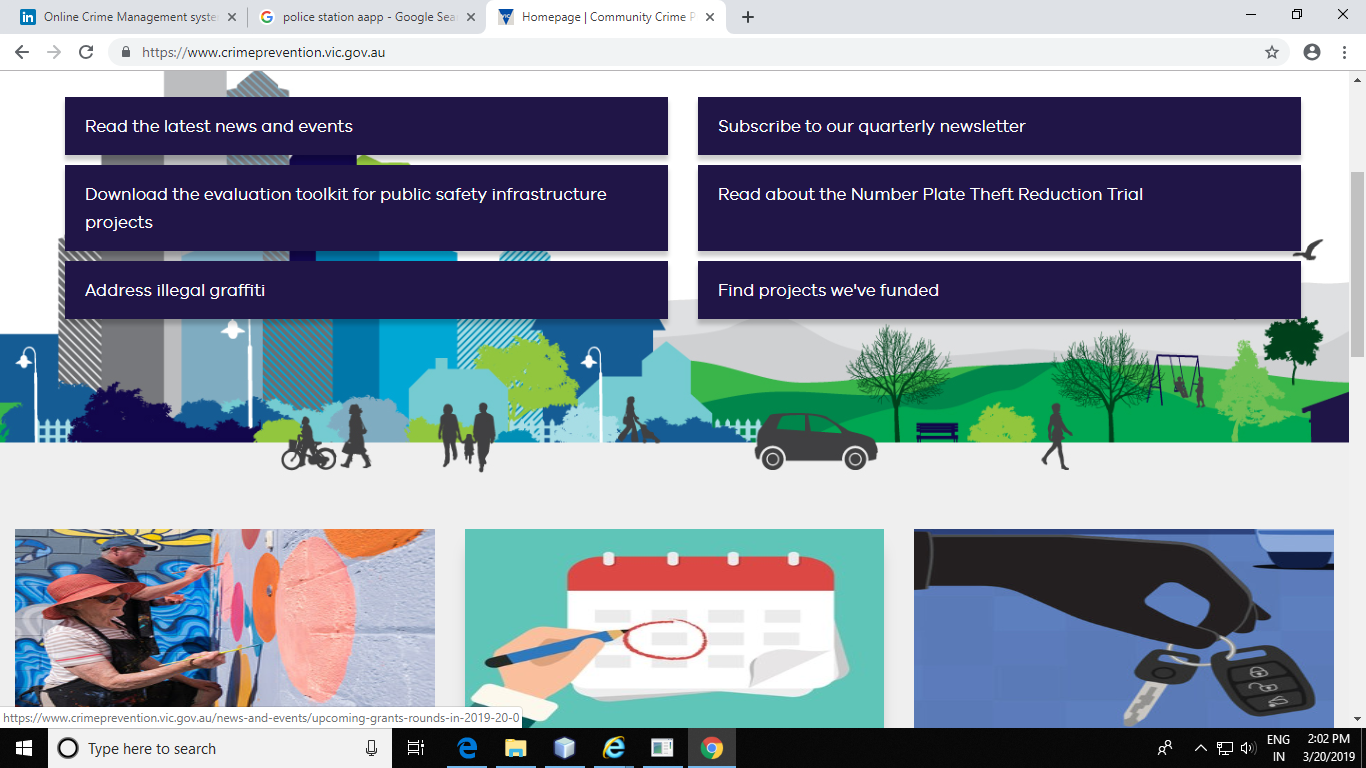 Online Crime Management syste
police station aapp - Google Sea
Homepage | Community Crime P
https://www.crimeprevention.vic.gov.au
Read the latest news and events
Subscribe to our quarterly newsletter
Download the evaluation toolkit for public safety infrastructure
projects
Read about the Number Plate Theft Reduction Trial
Address illegal graffiti
Find projects we've funded
https://www.crimeprevention.vic.gov.au/news-and-events/upcoming-grants-rounds-in-2019-20-0
Type here to search
ENG
IN
2:02 PM
3/20/2019